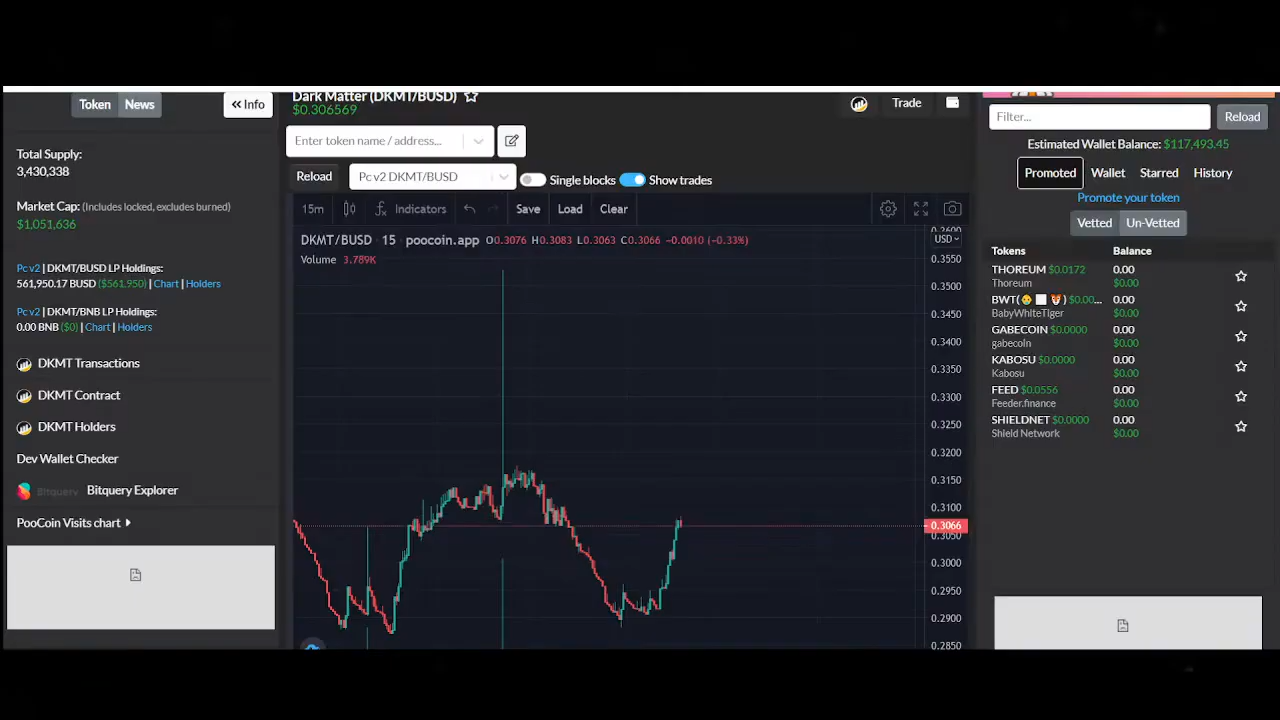 Token
News
Info
Total Supply:
3,430,338
Market Cap: (Includes locked, excludes burned)
$1,051,636
Pc v2 | DKMT/BUSD LP Holdings:
561,950.17 BUSD ($561,950) | Chart | Holders
Pc v2 | DKMT/BNB LP Holdings:
0.00 BNB ($0) | Chart | Holders
DKMT Transactions
DKMT Contract
DKMT Holders
Dev Wallet Checker
Bitquery Bitquery Explorer
PooCoin Visits chart
Dark Matter (DKMT/BUSD)
$0.306569
Trade
Enter token name / address...
Reload
Pc v2 DKMT/BUSD
Single blocks
Show trades
15m
Indicators
Save
Load
Clear
DKMT/BUSD · 15 · poocoin.app O0.3076 H0.3083 L0.3063 C0.3066 −0.0010 (−0.33%)
Volume 3.789K
USD
0.3550
0.3500
0.3450
0.3400
0.3350
0.3300
0.3250
0.3200
0.3150
0.3100
0.3066
0.3050
0.3000
0.2950
0.2900
0.2850
Filter...
Reload
Estimated Wallet Balance: $117,493.45
Promoted
Wallet
Starred
History
Promote your token
Vetted
Un-Vetted
Tokens Balance
THOREUM $0.0172 0.00
Thoreum $0.00
BWT(😢⬜🐯) $0.00... 0.00
BabyWhiteTiger $0.00
GABECOIN $0.0000 0.00
gabecoin $0.00
KABOSU $0.0000 0.00
Kabosu $0.00
FEED $0.0556 0.00
Feeder.finance $0.00
SHIELDNET $0.0000 0.00
Shield Network $0.00